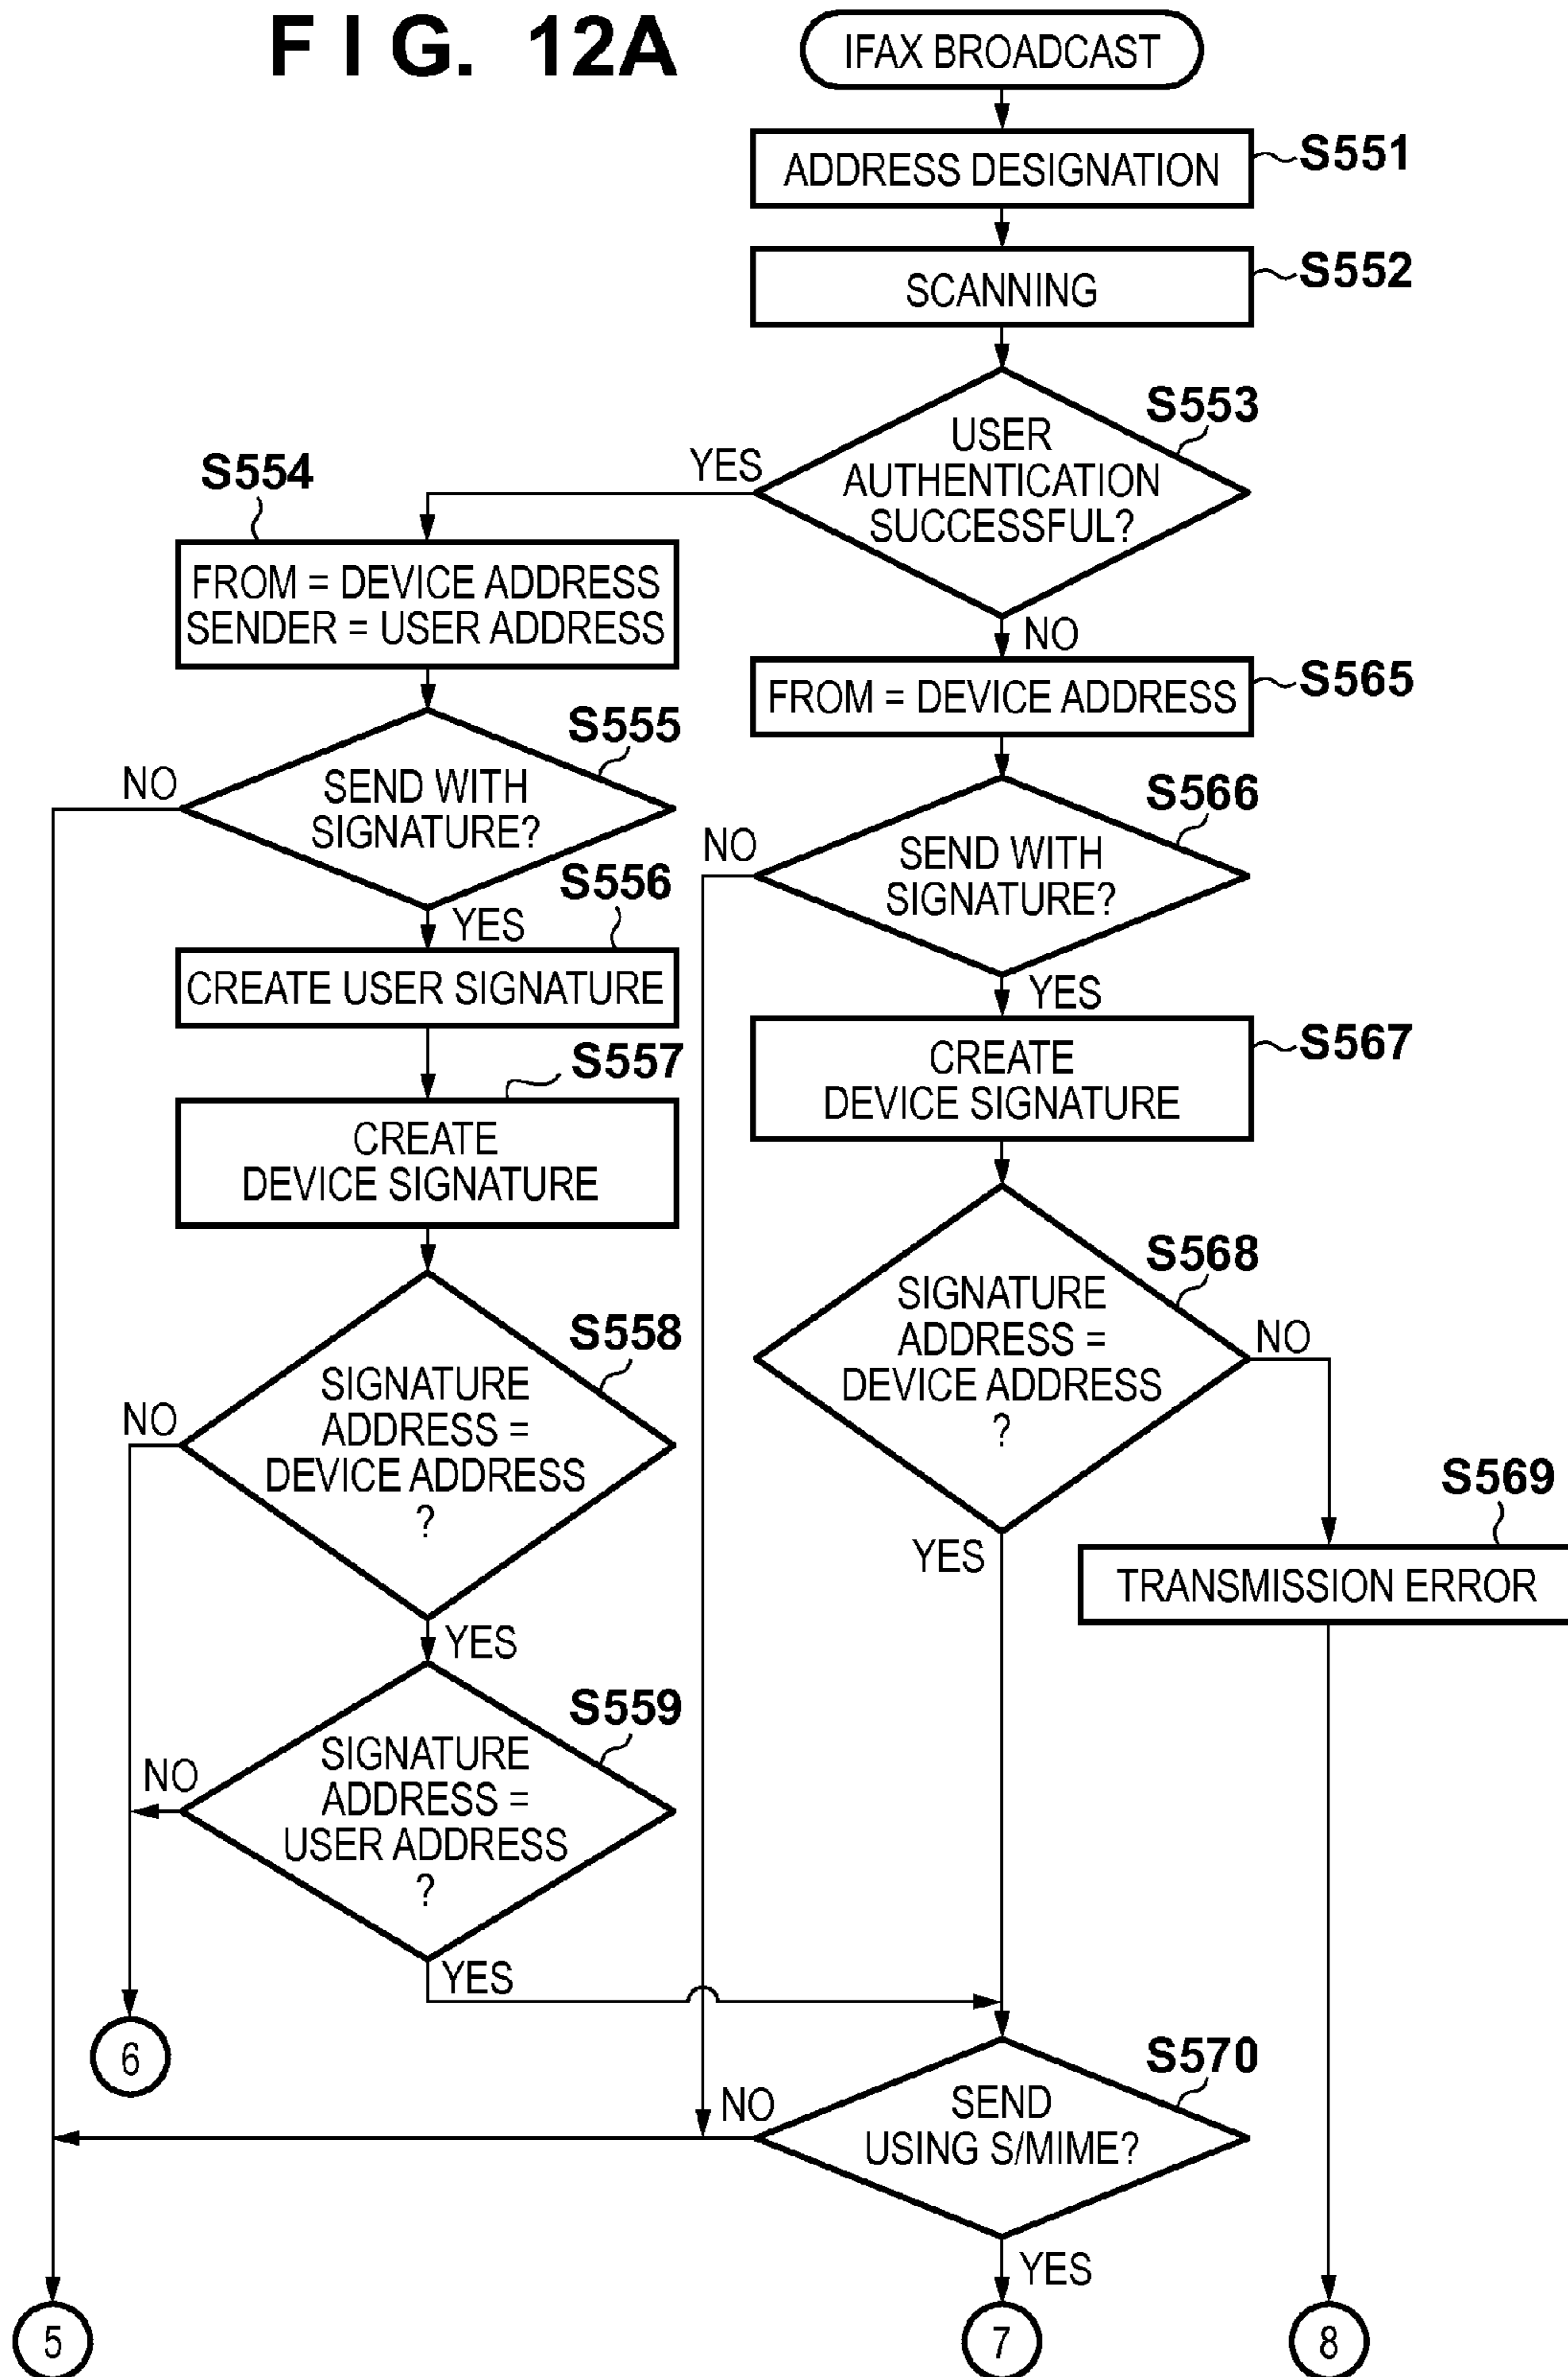 FIG. 12A
IFAX BROADCAST
ADDRESS DESIGNATION
S551
SCANNING
S552
S553
USER
AUTHENTICATION
SUCCESSFUL?
YES
NO
S554
FROM = DEVICE ADDRESS
SENDER = USER ADDRESS
S555
SEND WITH
SIGNATURE?
NO
YES
S556
CREATE USER SIGNATURE
S557
CREATE
DEVICE SIGNATURE
S558
SIGNATURE
ADDRESS =
DEVICE ADDRESS
?
NO
YES
S559
SIGNATURE
ADDRESS =
USER ADDRESS
?
NO
YES
6
FROM = DEVICE ADDRESS
S565
S566
SEND WITH
SIGNATURE?
NO
YES
CREATE
DEVICE SIGNATURE
S567
S568
SIGNATURE
ADDRESS =
DEVICE ADDRESS
?
NO
YES
S569
TRANSMISSION ERROR
S570
SEND
USING S/MIME?
NO
YES
5
7
8